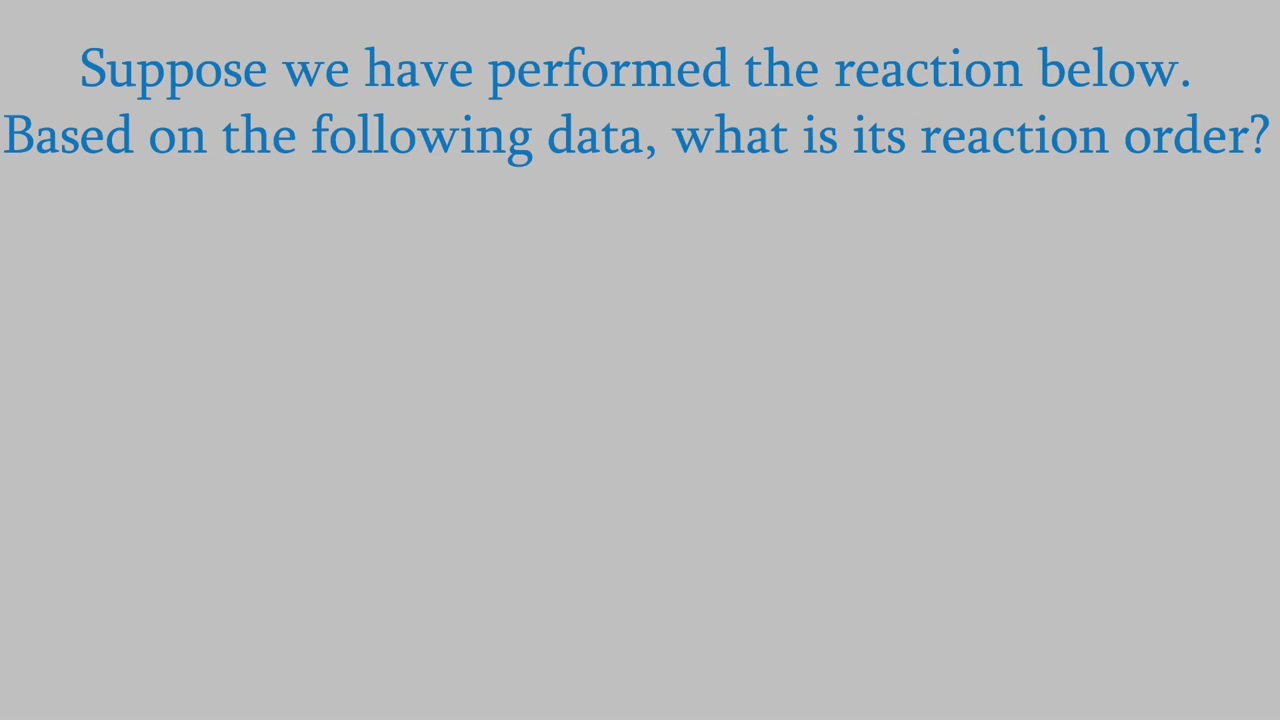 Suppose we have performed the reaction below.
Based on the following data, what is its reaction order?